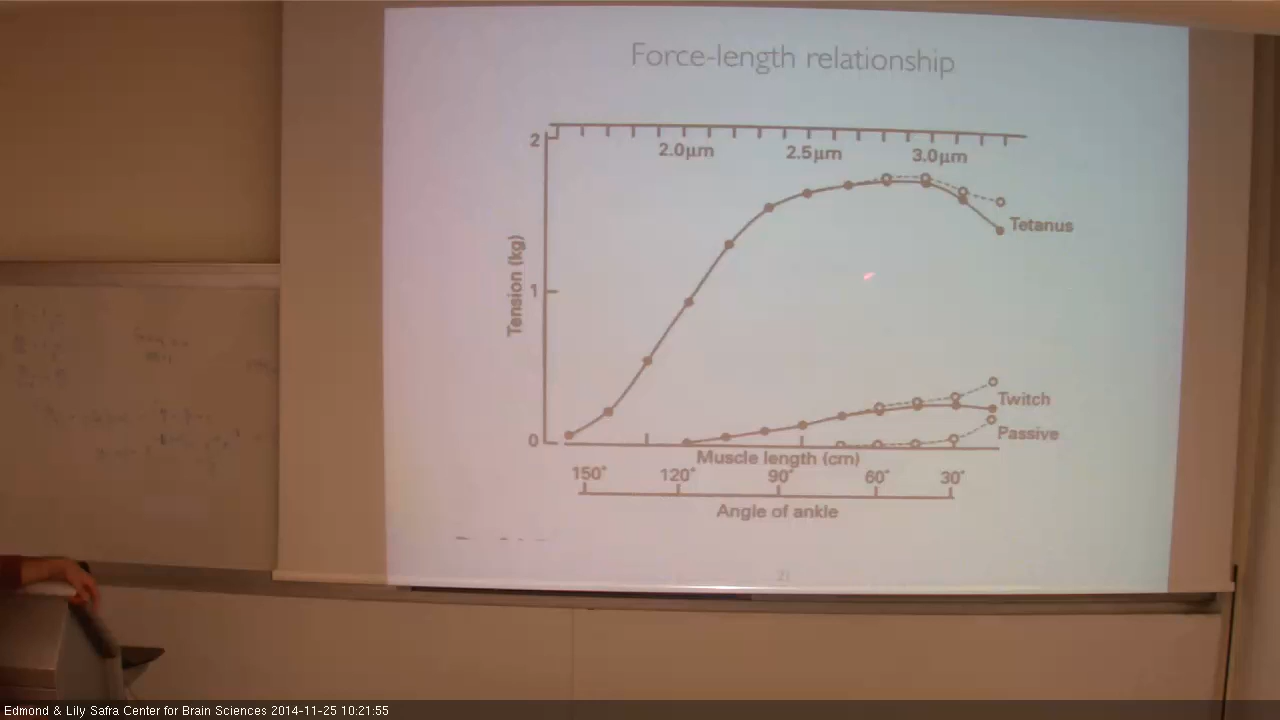 Force-length relationship
2
2.0μm 2.5μm 3.0μm
Tetanus
Tension (kg)
1
Twitch
Passive
0
Muscle length (cm)
150° 120° 90° 60° 30°
Angle of ankle
Edmond & Lily Safra Center for Brain Sciences 2014-11-25 10:21:55